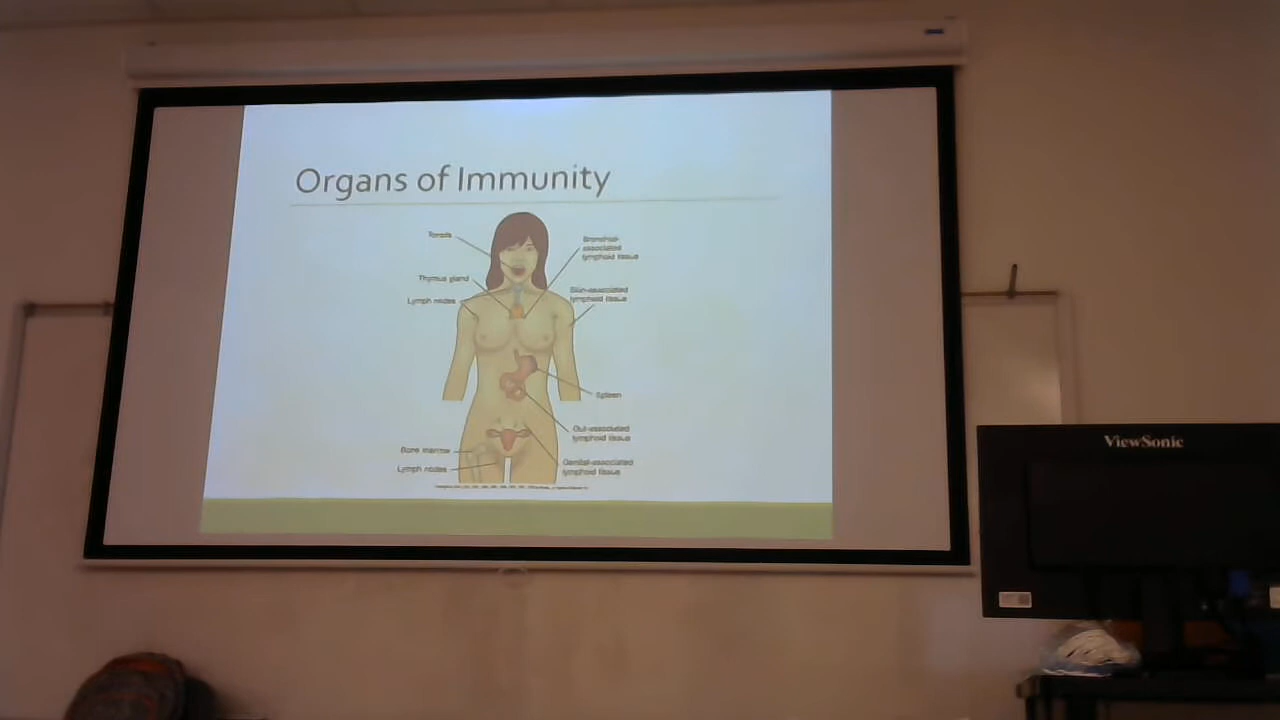 Organs of Immunity
Tonsils
Bronchial-
associated
lymphoid tissue
Thymus gland
Skin-associated
lymphoid tissue
Lymph nodes
Spleen
Gut-associated
lymphoid tissue
Bone marrow
Genital-associated
lymphoid tissue
Lymph nodes
ViewSonic